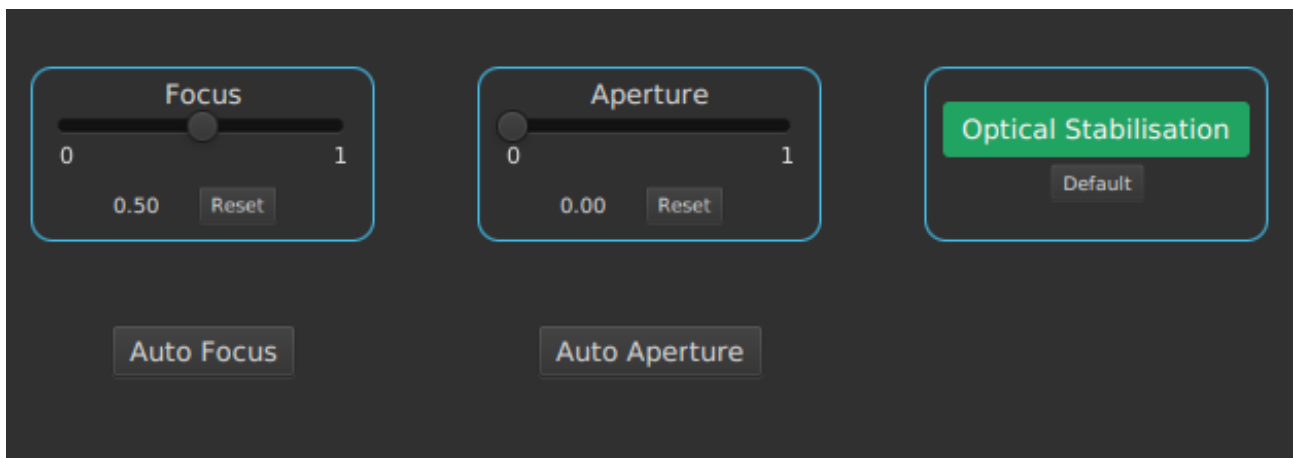 Focus
0 1
0.50 Reset
Auto Focus
Aperture
0 1
0.00 Reset
Auto Aperture
Optical Stabilisation
Default